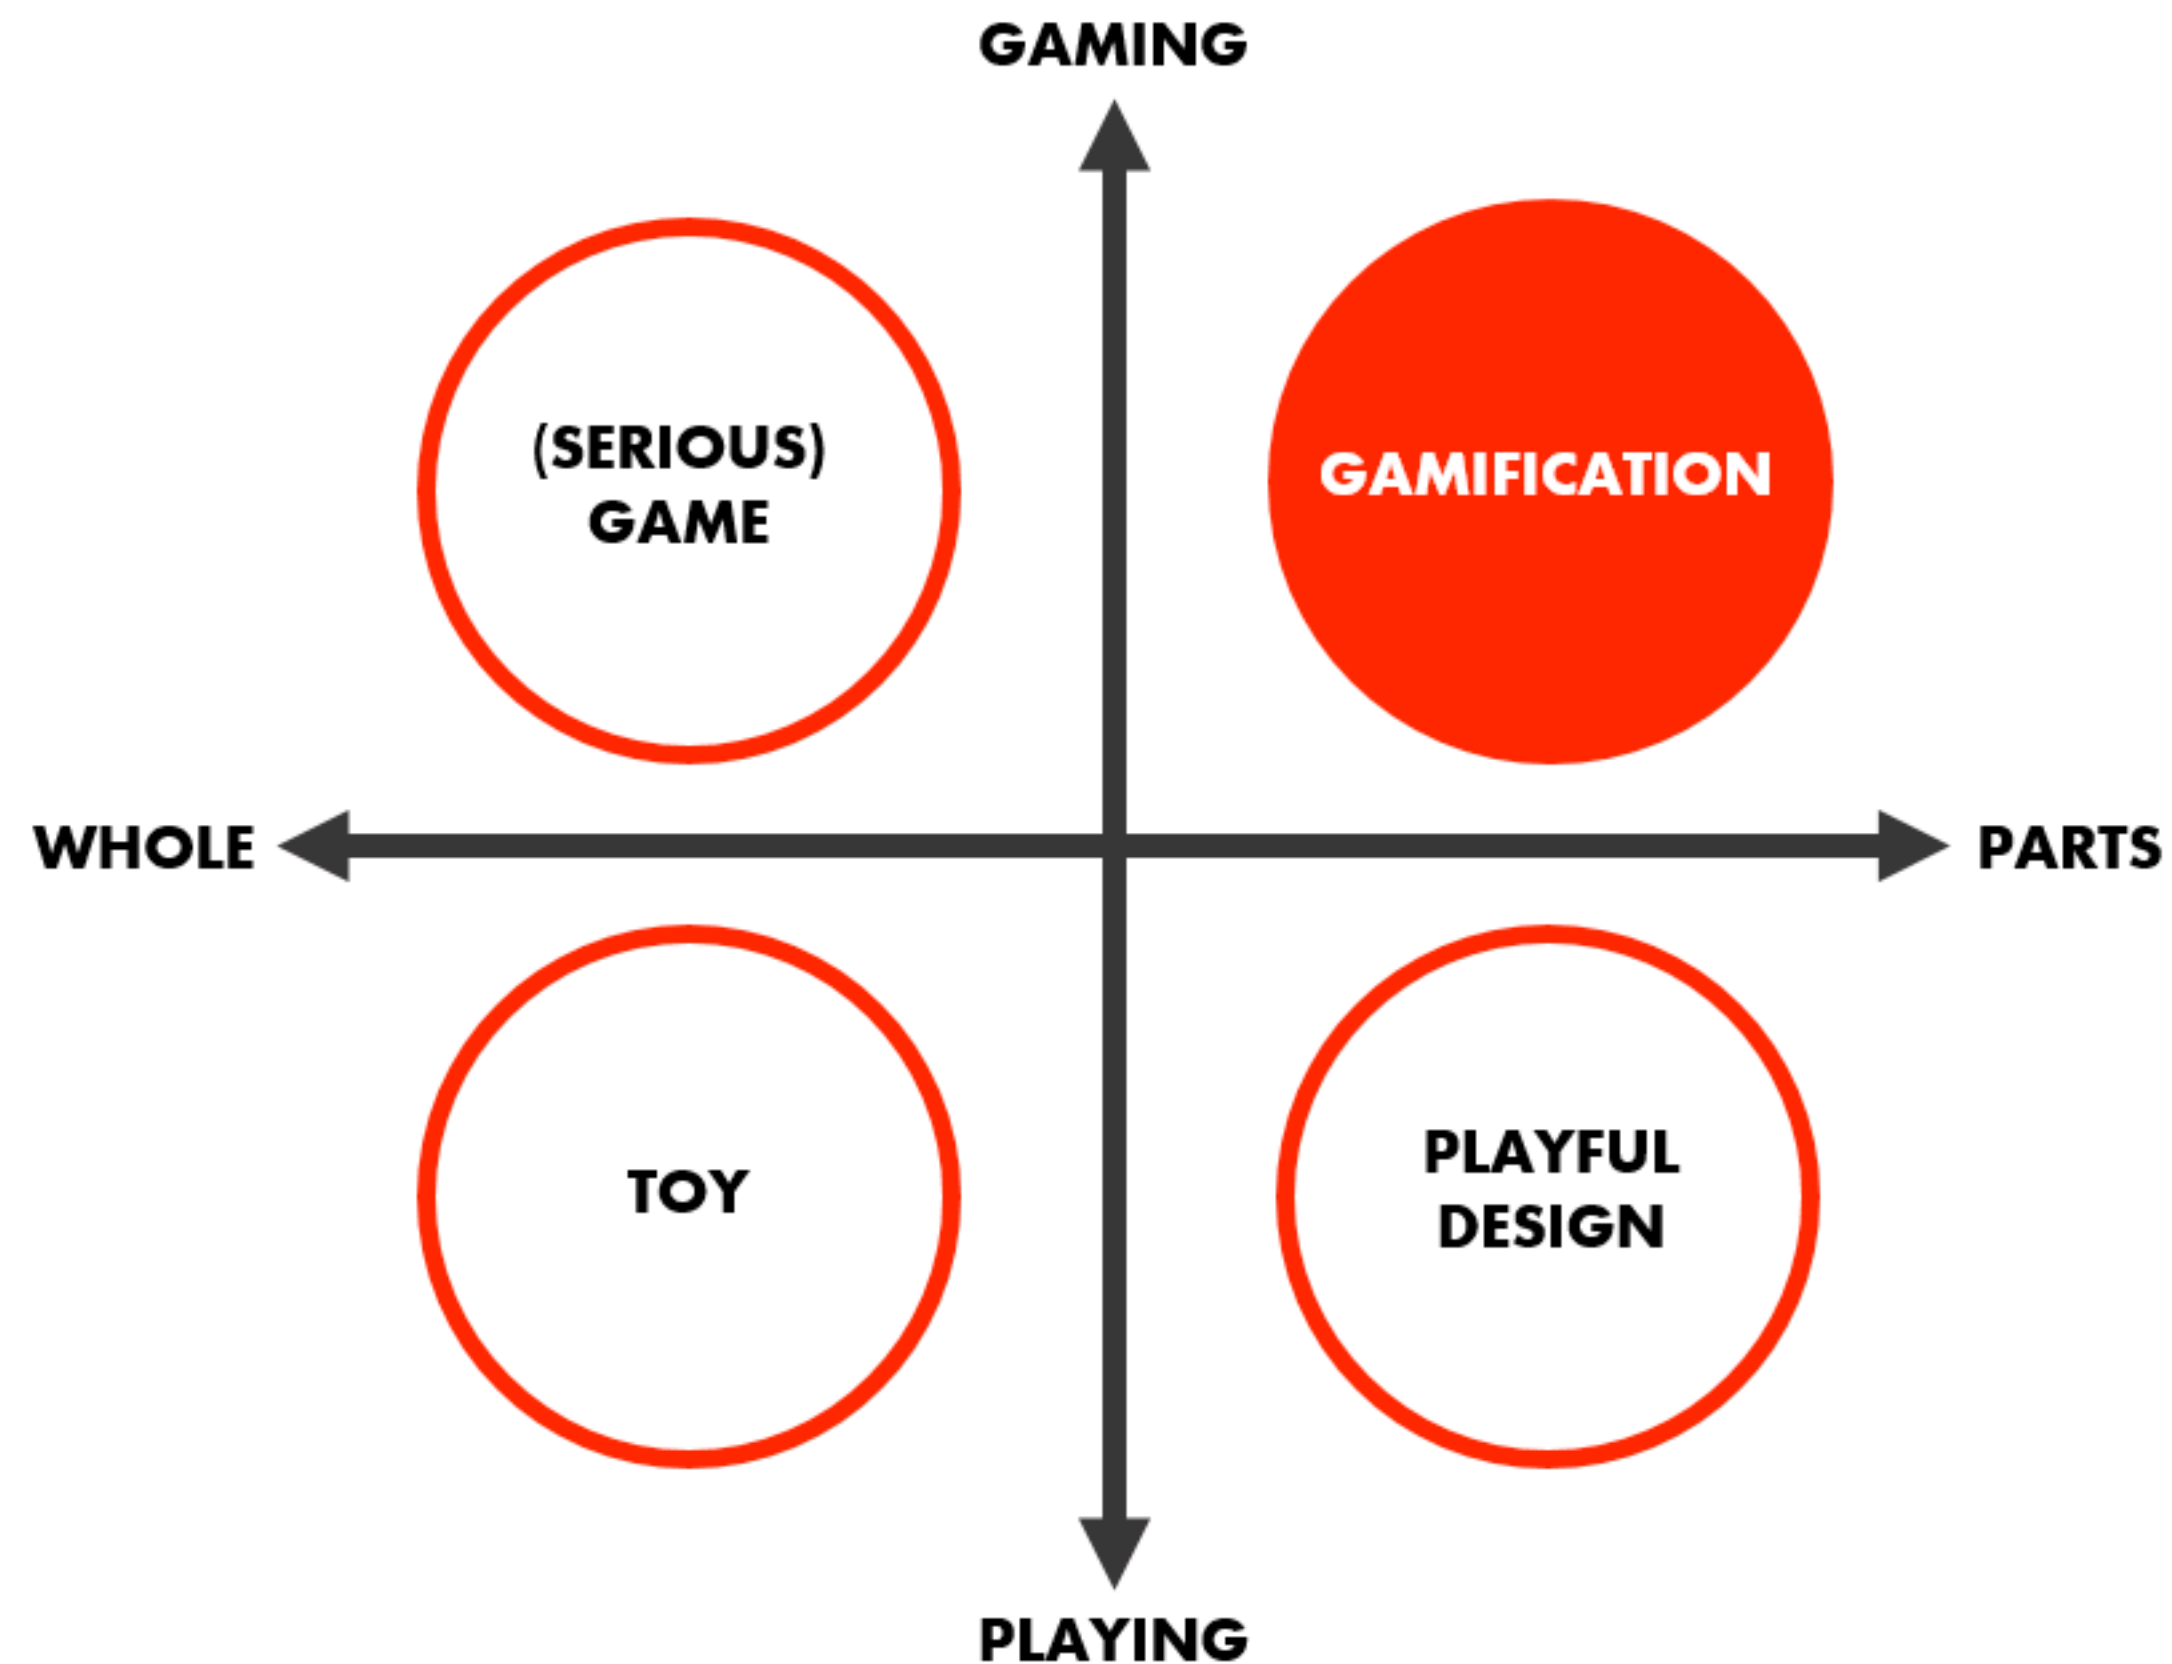 GAMING
(SERIOUS)
GAME
GAMIFICATION
WHOLE
PARTS
TOY
PLAYFUL
DESIGN
PLAYING